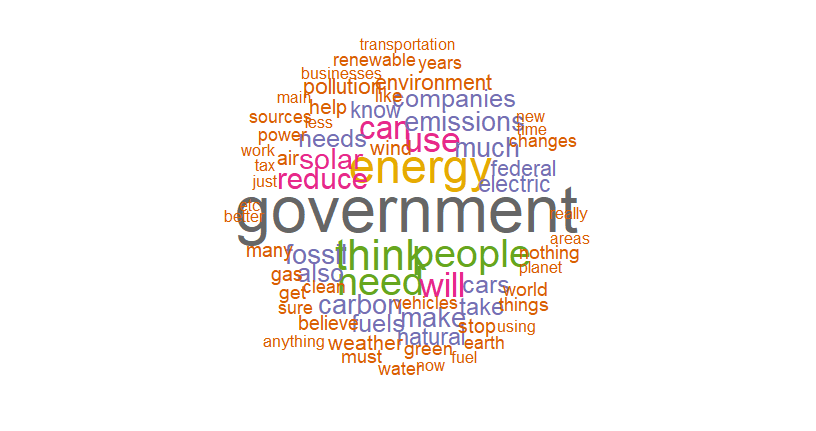 transportation
renewable years
businesses
pollution environment
main like companies
sources help know emissions new
less can use time
power needs wind much changes
work air solar energy federal
tax reduce electric
just
etc government really
better
many fossil think people areas
gas also need will nothing
get clean cars planet
sure carbon vehicles take world
believe fuels make stop things
anything weather natural using
must green earth
water now fuel